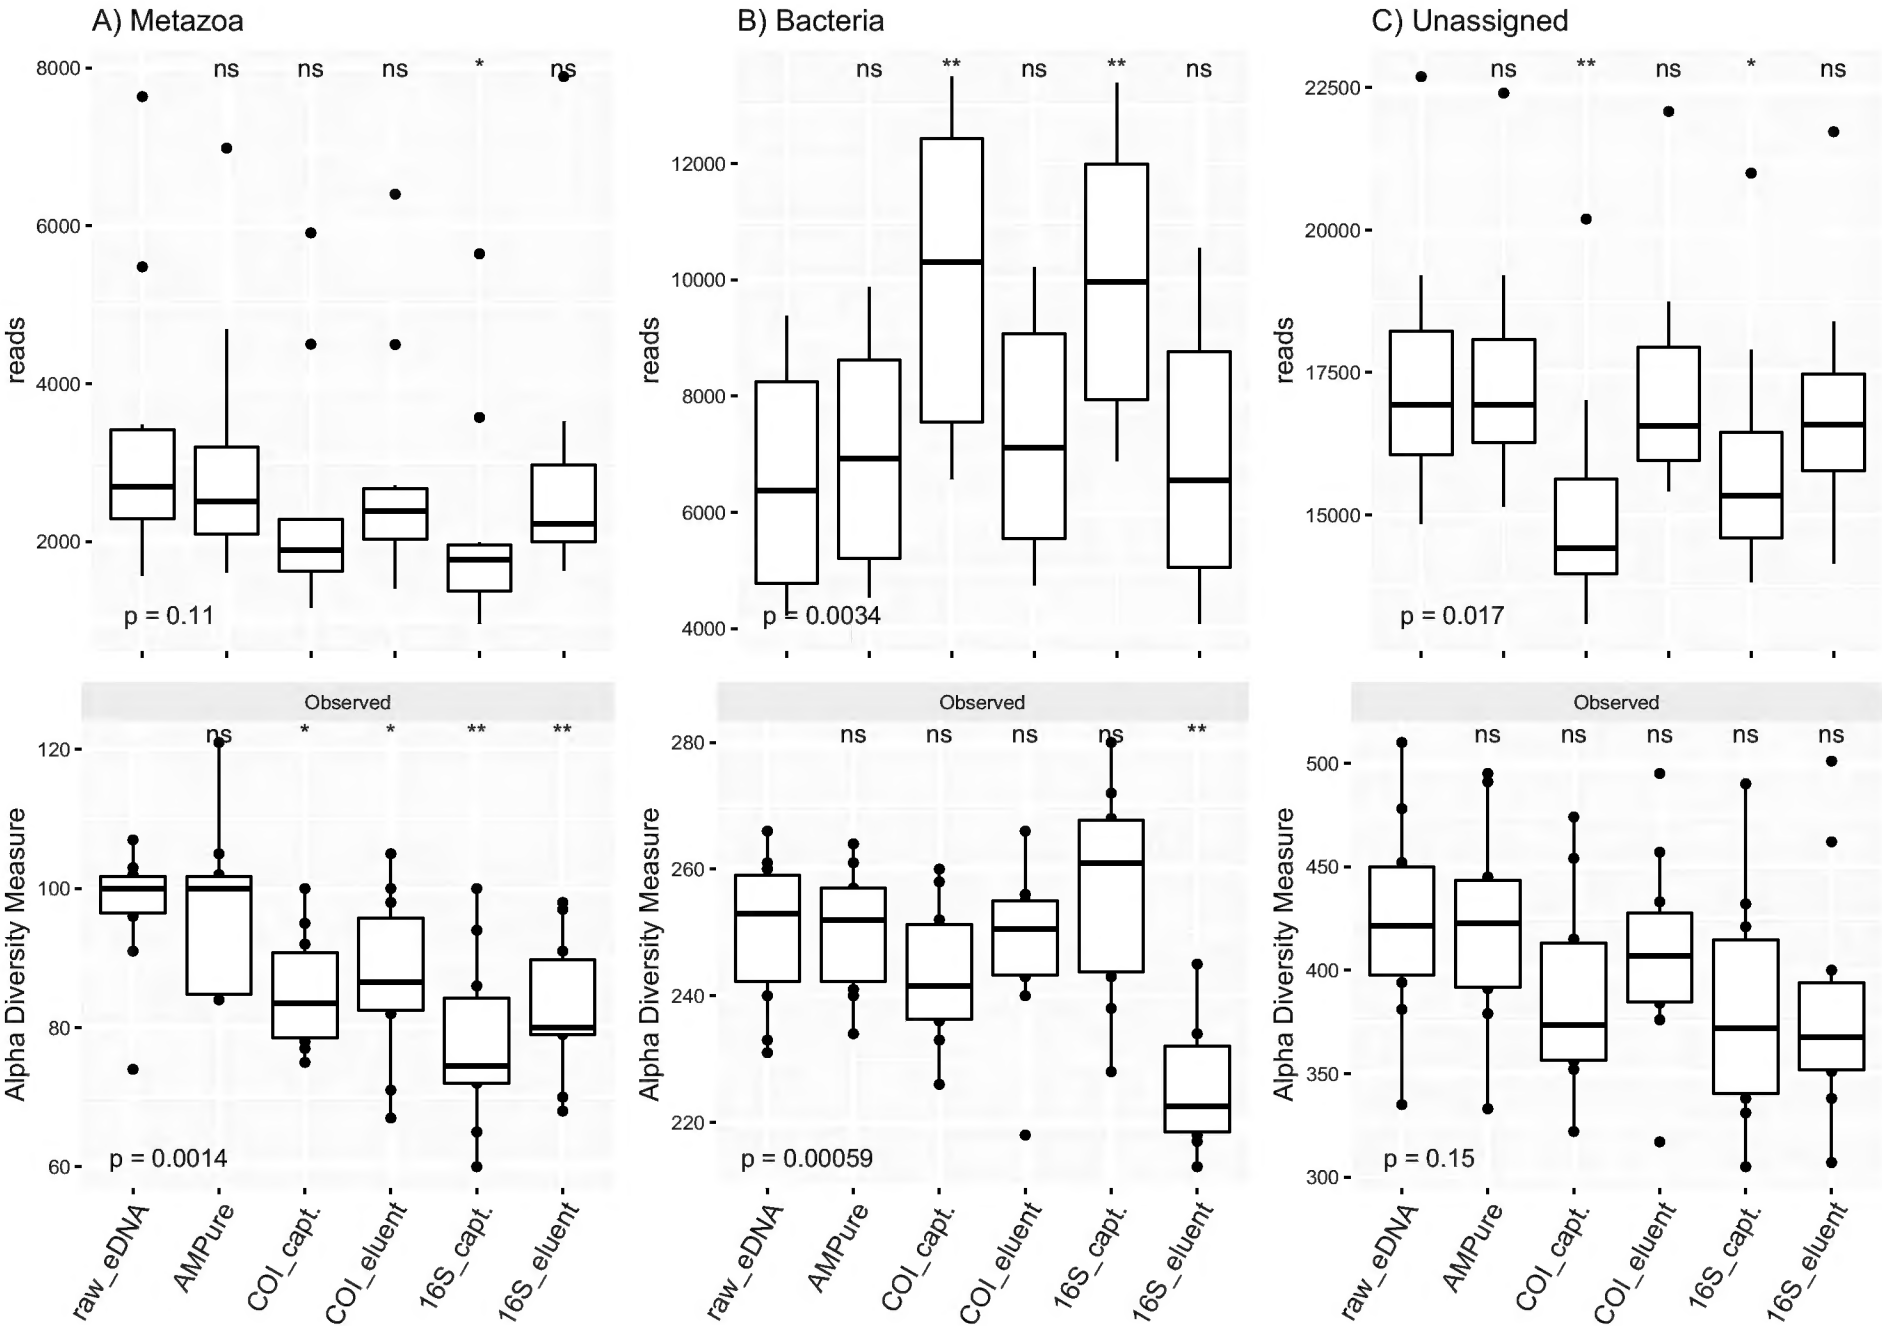 A) Metazoa
ns ns ns * ns
8000
6000
4000
2000
reads
p = 0.11
B) Bacteria
ns ** ns ** ns
12000
10000
8000
6000
4000
reads
p = 0.0034
C) Unassigned
ns ** ns * ns
22500
20000
17500
15000
reads
p = 0.017
Observed
ns * * ** **
120
100
80
60
Alpha Diversity Measure
p = 0.0014
raw_eDNA
AMPure
COI_capt.
COI_eluent
16S_capt.
16S_eluent
Observed
ns ns ns ns **
280
260
240
220
Alpha Diversity Measure
p = 0.00059
raw_eDNA
AMPure
COI_capt.
COI_eluent
16S_capt.
16S_eluent
Observed
ns ns ns ns ns
500
450
400
350
300
Alpha Diversity Measure
p = 0.15
raw_eDNA
AMPure
COI_capt.
COI_eluent
16S_capt.
16S_eluent